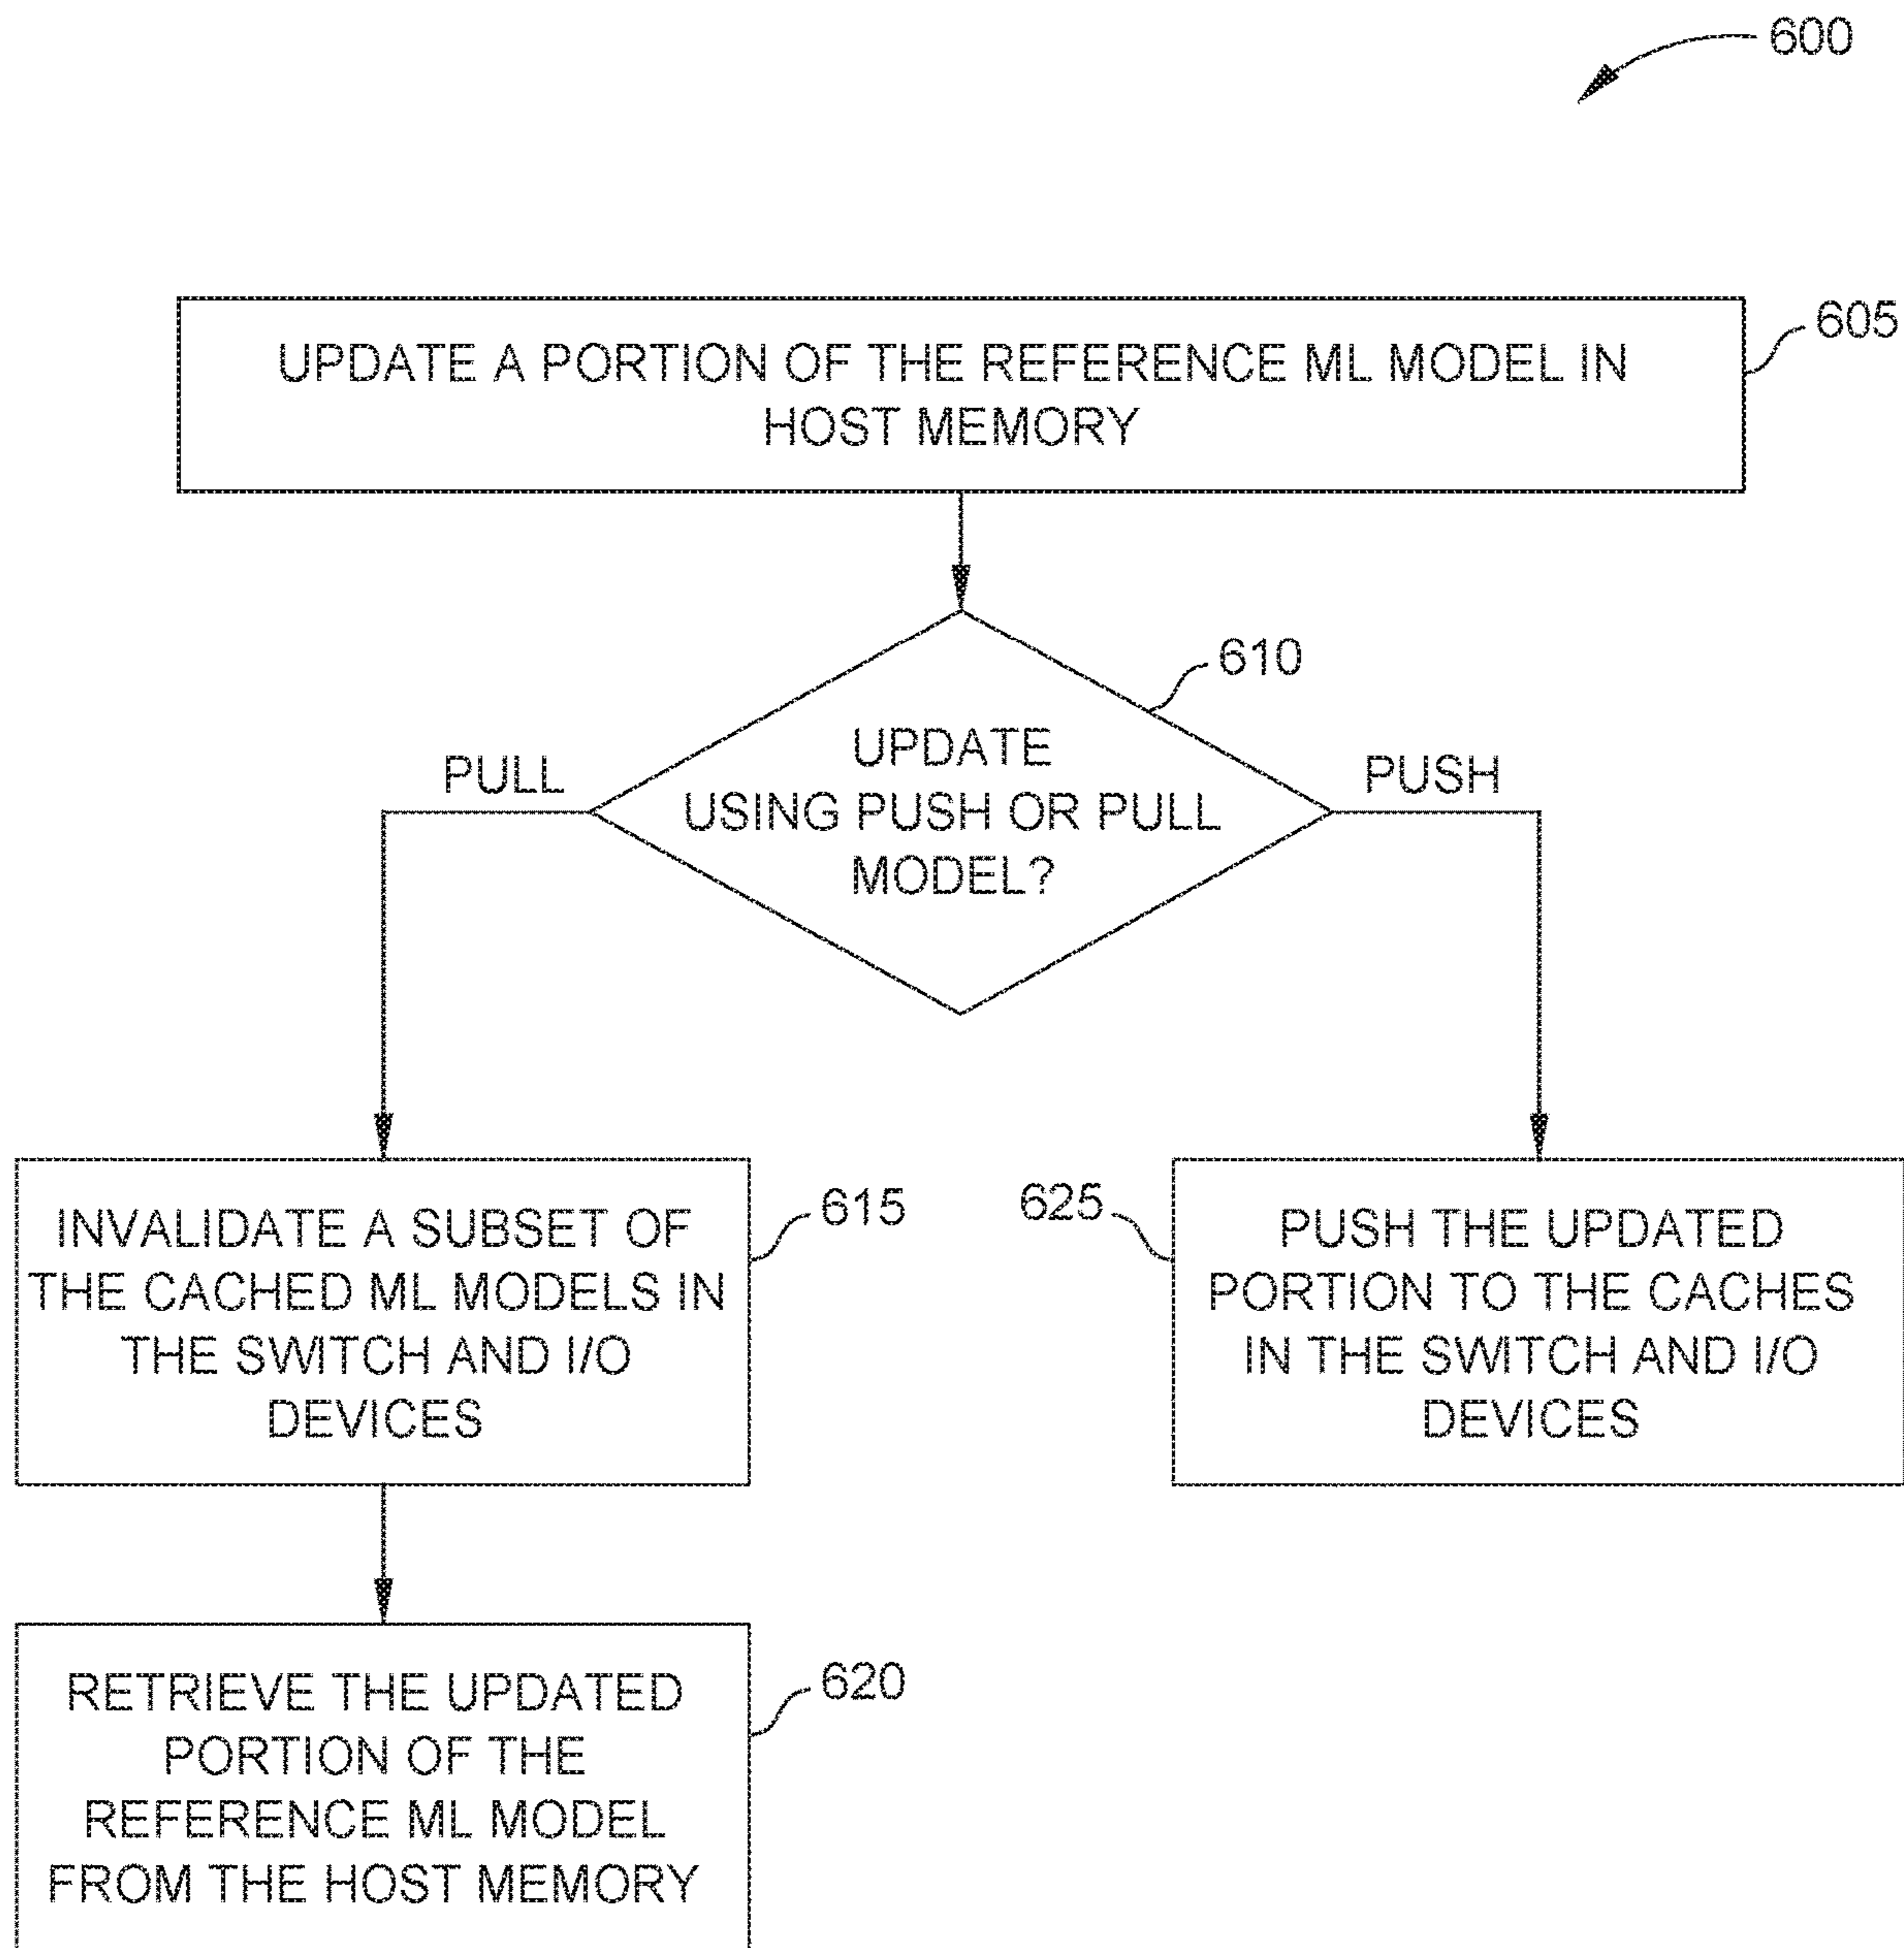 600
UPDATE A PORTION OF THE REFERENCE ML MODEL IN
HOST MEMORY
605
610
UPDATE
USING PUSH OR PULL
MODEL?
PULL
PUSH
INVALIDATE A SUBSET OF
THE CACHED ML MODELS IN
THE SWITCH AND I/O
DEVICES
615
625
PUSH THE UPDATED
PORTION TO THE CACHES
IN THE SWITCH AND I/O
DEVICES
RETRIEVE THE UPDATED
PORTION OF THE
REFERENCE ML MODEL
FROM THE HOST MEMORY
620